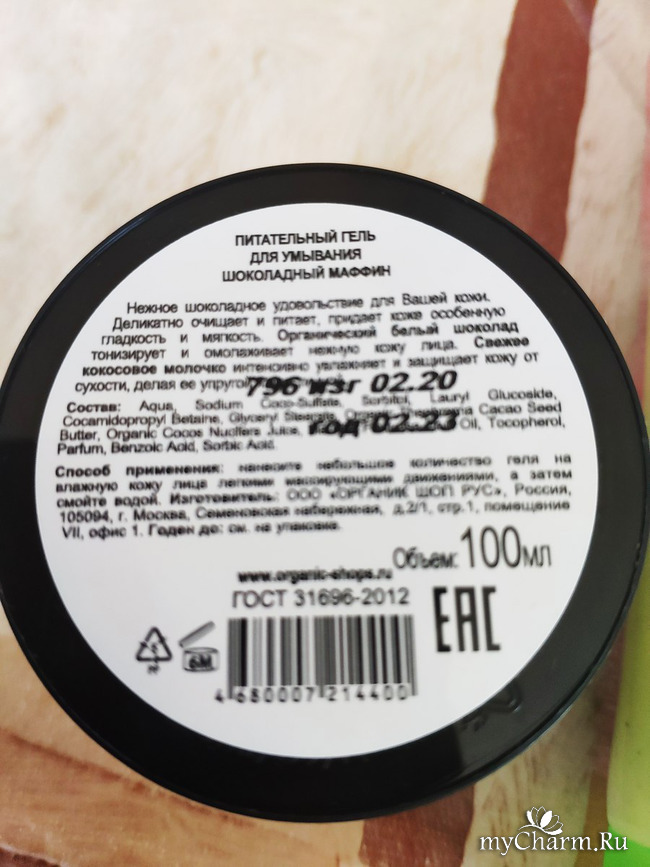 ПИТАТЕЛЬНЫЙ ГЕЛЬ
ДЛЯ УМЫВАНИЯ
ШОКОЛАДНЫЙ МАФФИН
Нежное шоколадное удовольствие для Вашей кожи.
Деликатно очищает и питает, придает коже особенную
гладкость и мягкость. Органический белый шоколад
тонизирует и омолаживает нежную кожу лица. Свежее
кокосовое молочко интенсивно увлажняет и защищает кожу от
сухости, делая ее упругой
796 изг 02.20
Состав: Aqua, Sodium Coco-Sulfate, Sorbitol, Lauryl Glucoside,
Cocamidopropyl Betaine, Glyceryl Stearate, Organic Theobroma Cacao Seed
Butter, Organic Cocos Nucifera Juice, Oil, Tocopherol,
год 02.23
Parfum, Benzoic Acid, Sorbic Acid.
Способ применения: нанесите небольшое количество геля на
влажную кожу лица легкими массирующими движениями, а затем
смойте водой. Изготовитель: ООО «ОРГАНИК ШОП РУС», Россия,
105094, г. Москва, Семеновская набережная, д.2/1, стр.1, помещение
VII, офис 1. Годен до: см. на упаковке.
Объем: 100мл
www.organic-shops.ru
ГОСТ 31696-2012
EAC
PP
6M
4 680007 214400
myCharm.Ru